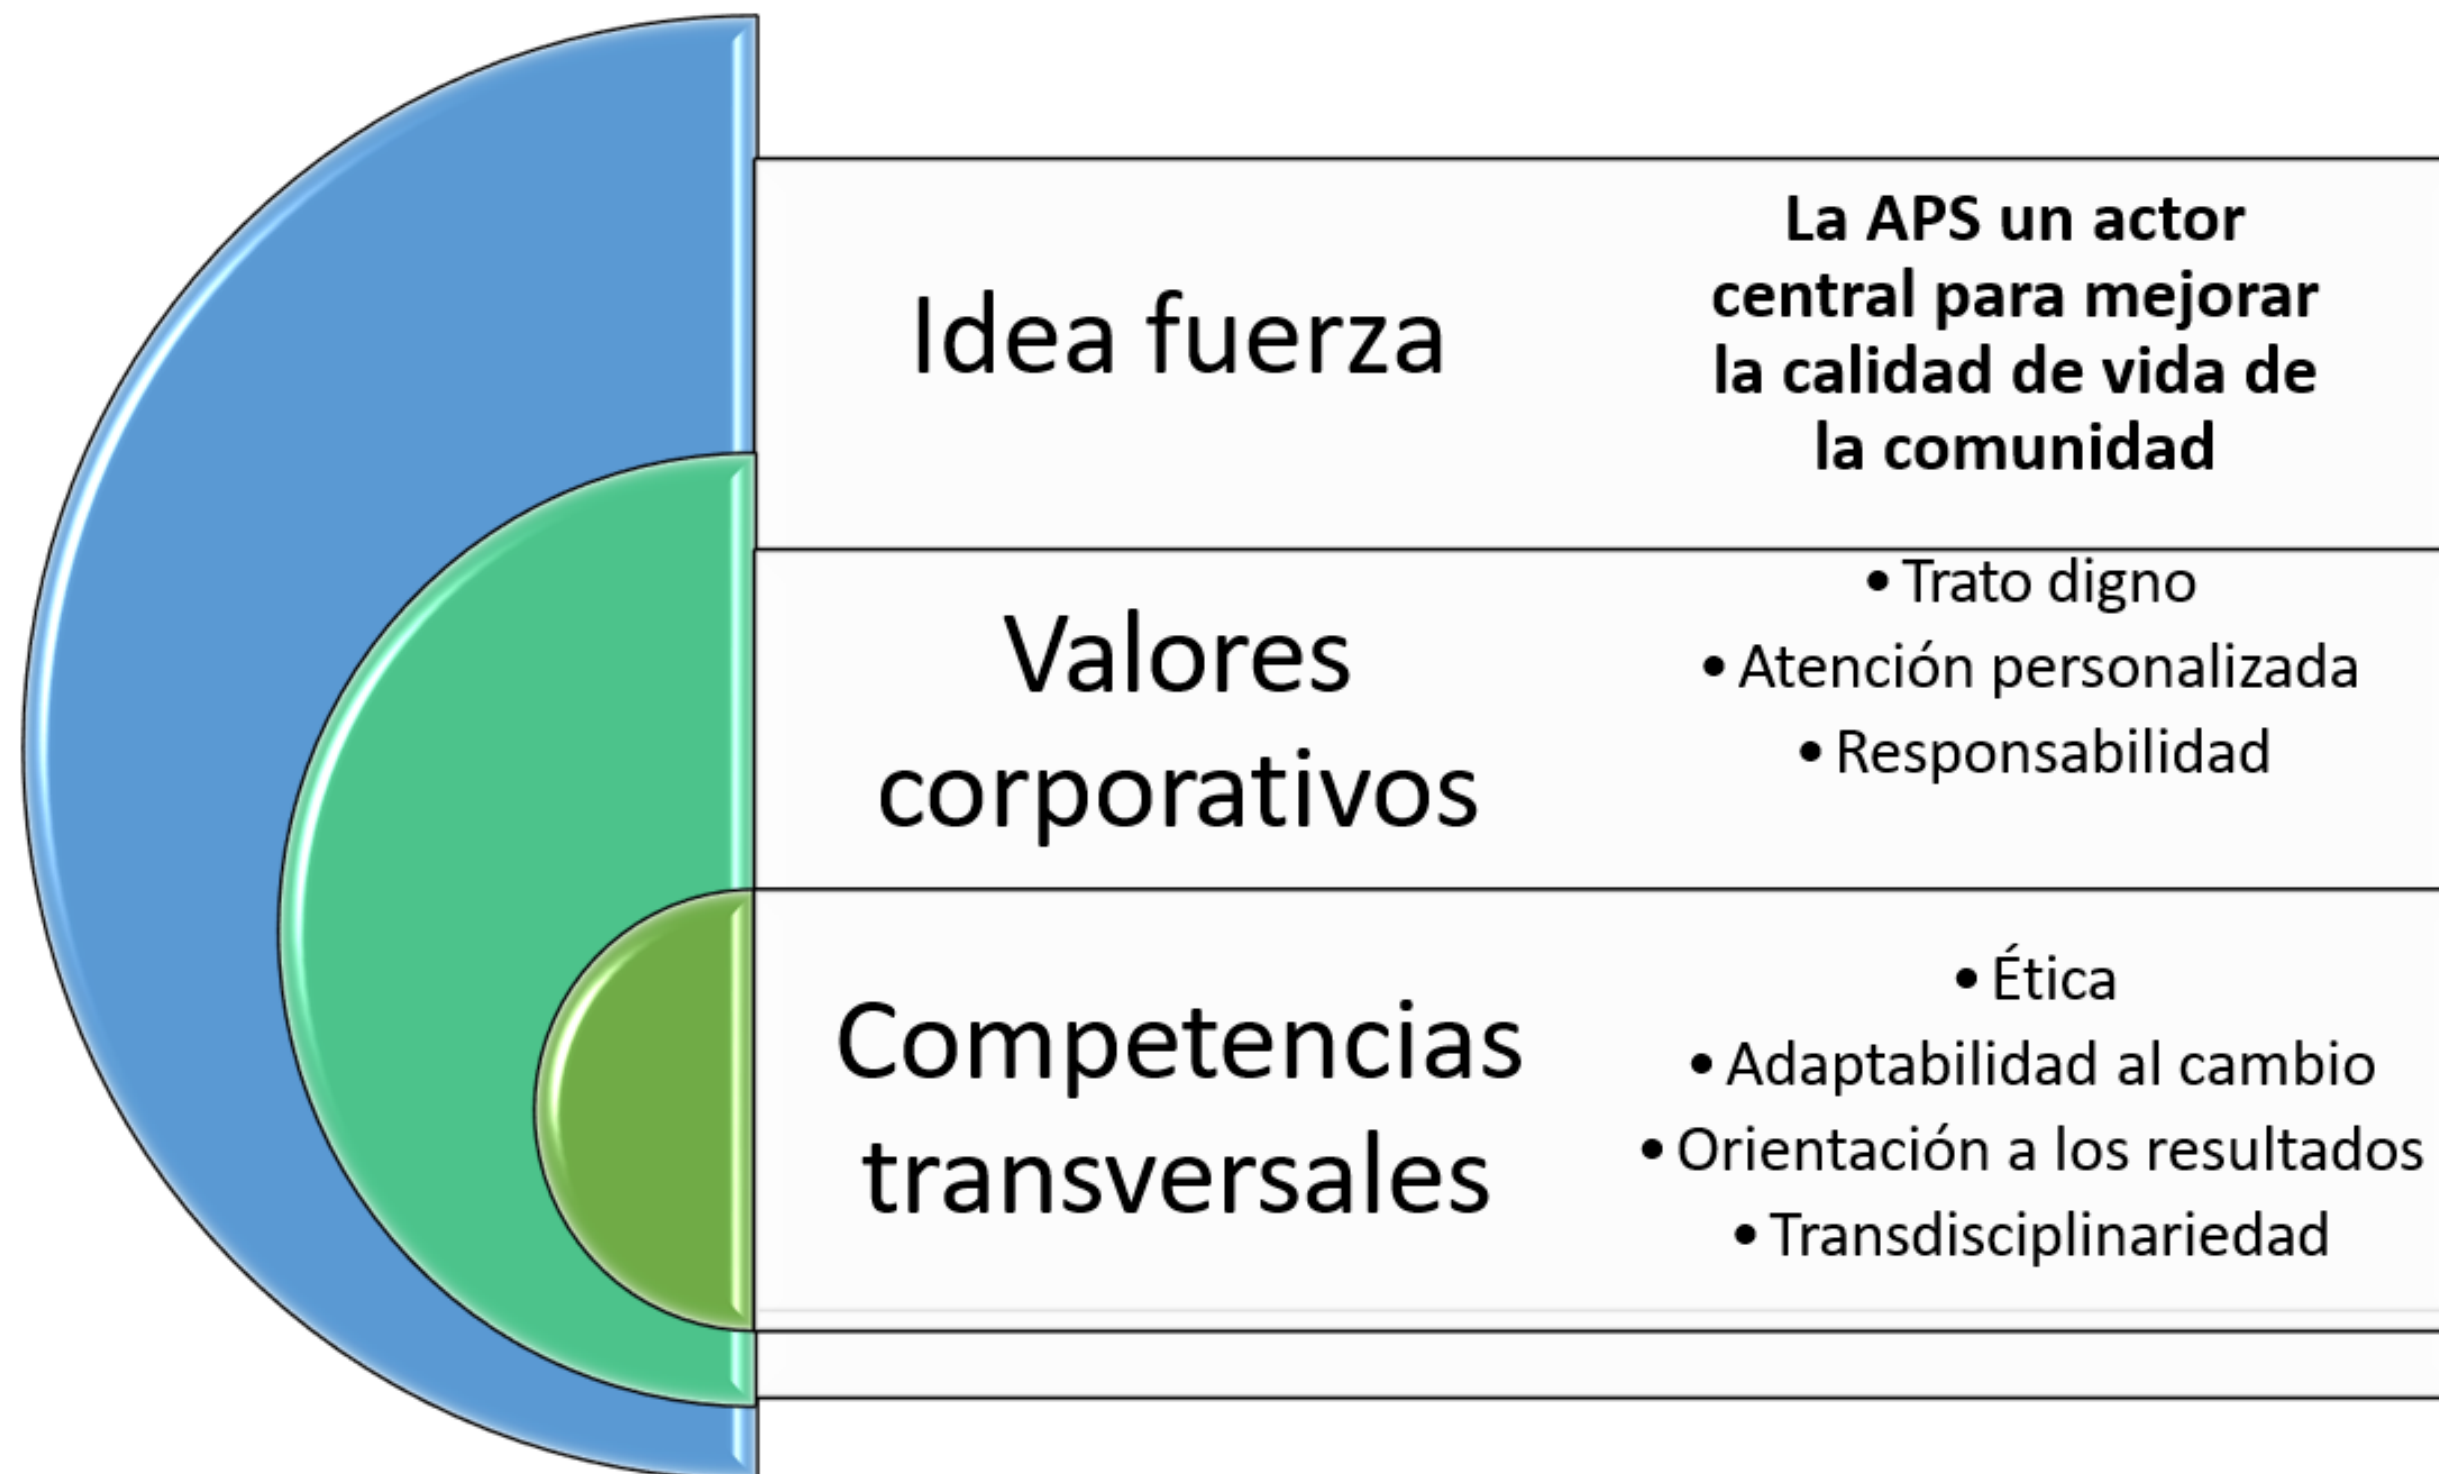 Idea fuerza
La APS un actor
central para mejorar
la calidad de vida de
la comunidad
Valores
corporativos
• Trato digno
• Atención personalizada
• Responsabilidad
Competencias
transversales
• Ética
• Adaptabilidad al cambio
• Orientación a los resultados
• Transdisciplinariedad